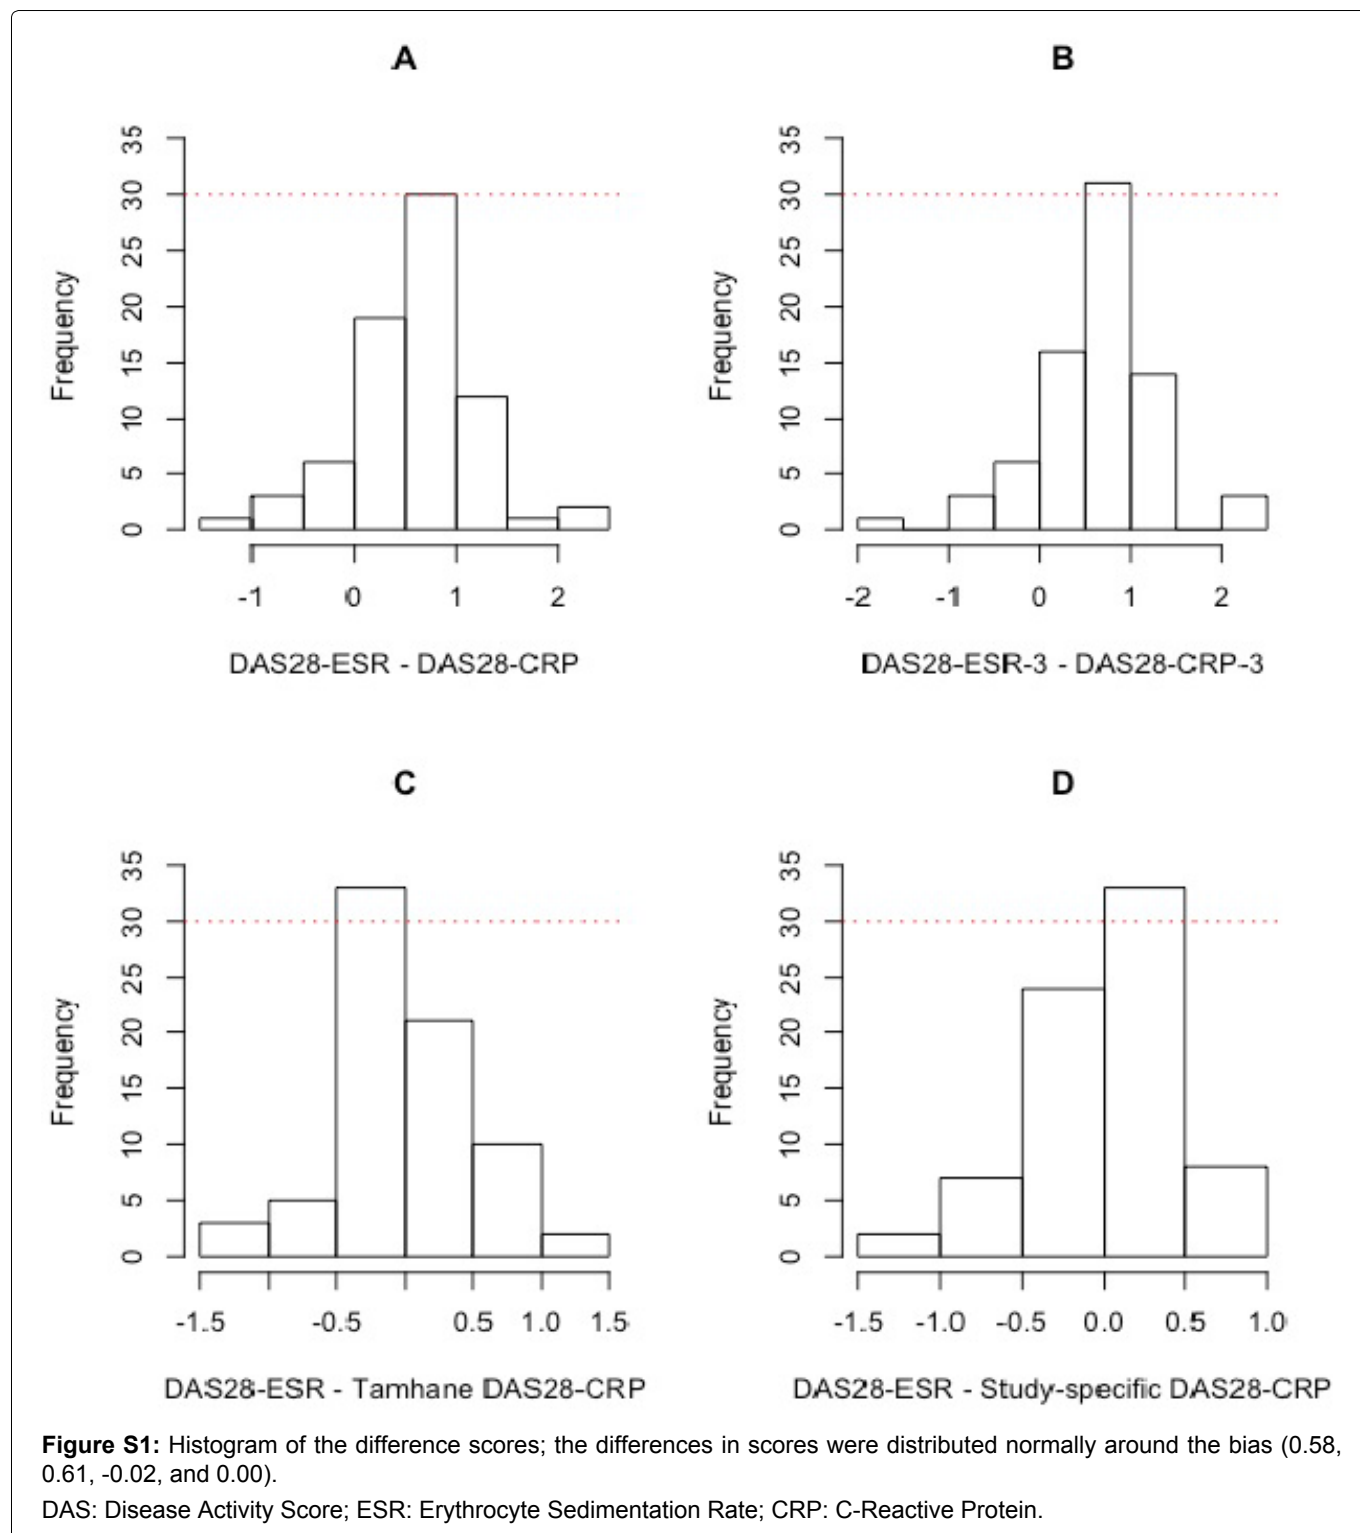 A
35
30
25
20
15
10
5
0
Frequency
-1 0 1 2
DAS28-ESR - DAS28-CRP
B
35
30
25
20
15
10
5
0
Frequency
-2 -1 0 1 2
DAS28-ESR-3 - DAS28-CRP-3
C
35
30
25
20
15
10
5
0
Frequency
-1.5 -0.5 0.5 1.0 1.5
DAS28-ESR - Tamhane DAS28-CRP
D
35
30
25
20
15
10
5
0
Frequency
-1.5 -1.0 -0.5 0.0 0.5 1.0
DAS28-ESR - Study-specific DAS28-CRP
Figure S1: Histogram of the difference scores; the differences in scores were distributed normally around the bias (0.58,
0.61, -0.02, and 0.00).
DAS: Disease Activity Score; ESR: Erythrocyte Sedimentation Rate; CRP: C-Reactive Protein.